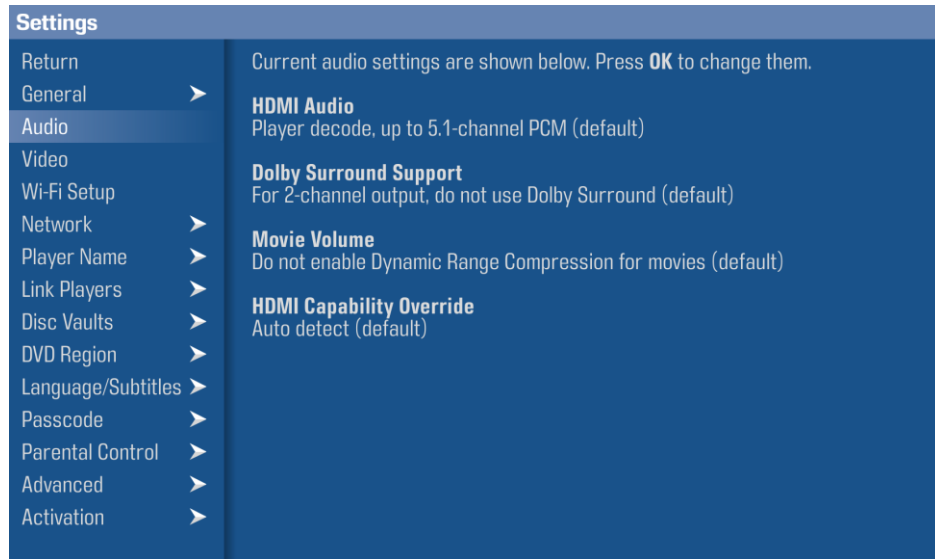 Settings
Return
General
Audio
Video
Wi-Fi Setup
Network
Player Name
Link Players
Disc Vaults
DVD Region
Language/Subtitles
Passcode
Parental Control
Advanced
Activation
Current audio settings are shown below. Press OK to change them.
HDMI Audio
Player decode, up to 5.1-channel PCM (default)
Dolby Surround Support
For 2-channel output, do not use Dolby Surround (default)
Movie Volume
Do not enable Dynamic Range Compression for movies (default)
HDMI Capability Override
Auto detect (default)